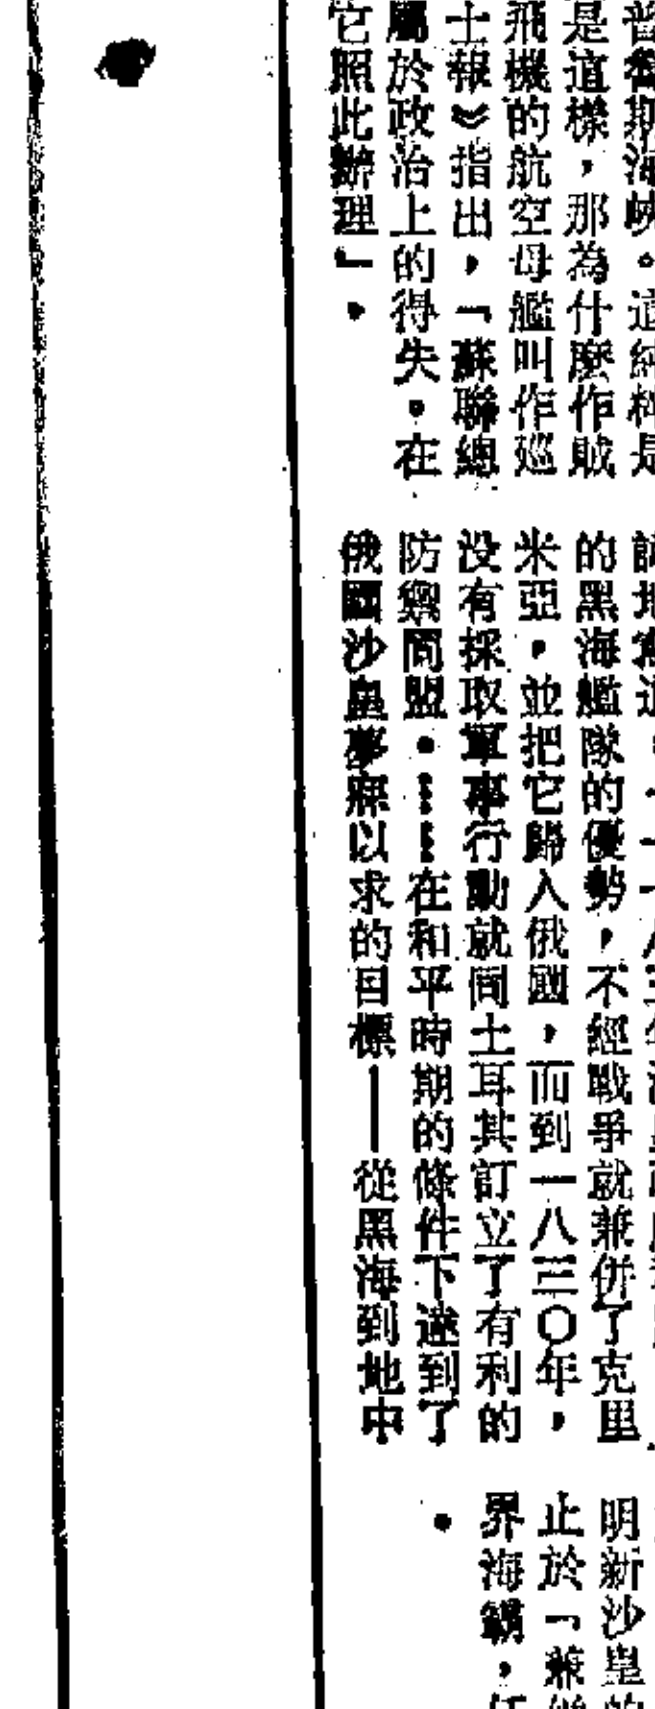 普
期海峽。這純粹是
是這樣，那為什麼作賊
飛機的航空母艦叫作巡
士報》指出，「蘇聯總
屬於政治上的得失。在
它照此辦理」。
的黑海艦隊的優勢，不經戰爭就兼併了克里
米亞，並把它歸入俄國，而到一八三〇年，
没有採取軍事行動就同土耳其訂立了有利的
防禦同盟。……在和平時期的條件下達到了
俄國沙皇夢寐以求的目標——從黑海到地中
明新沙皇的
止於「兼
界海霸，
。